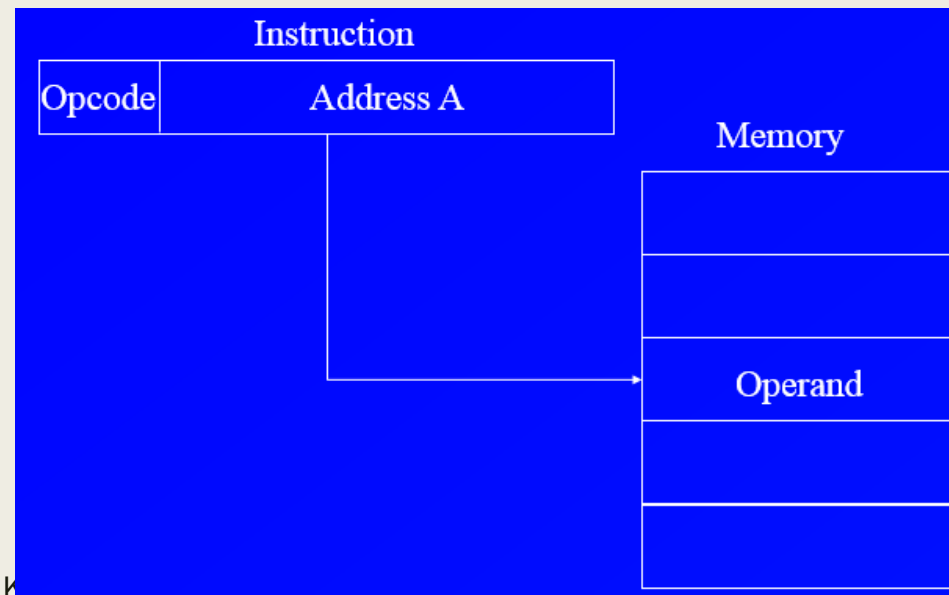 Instruction
Opcode
Address A
Memory
Operand